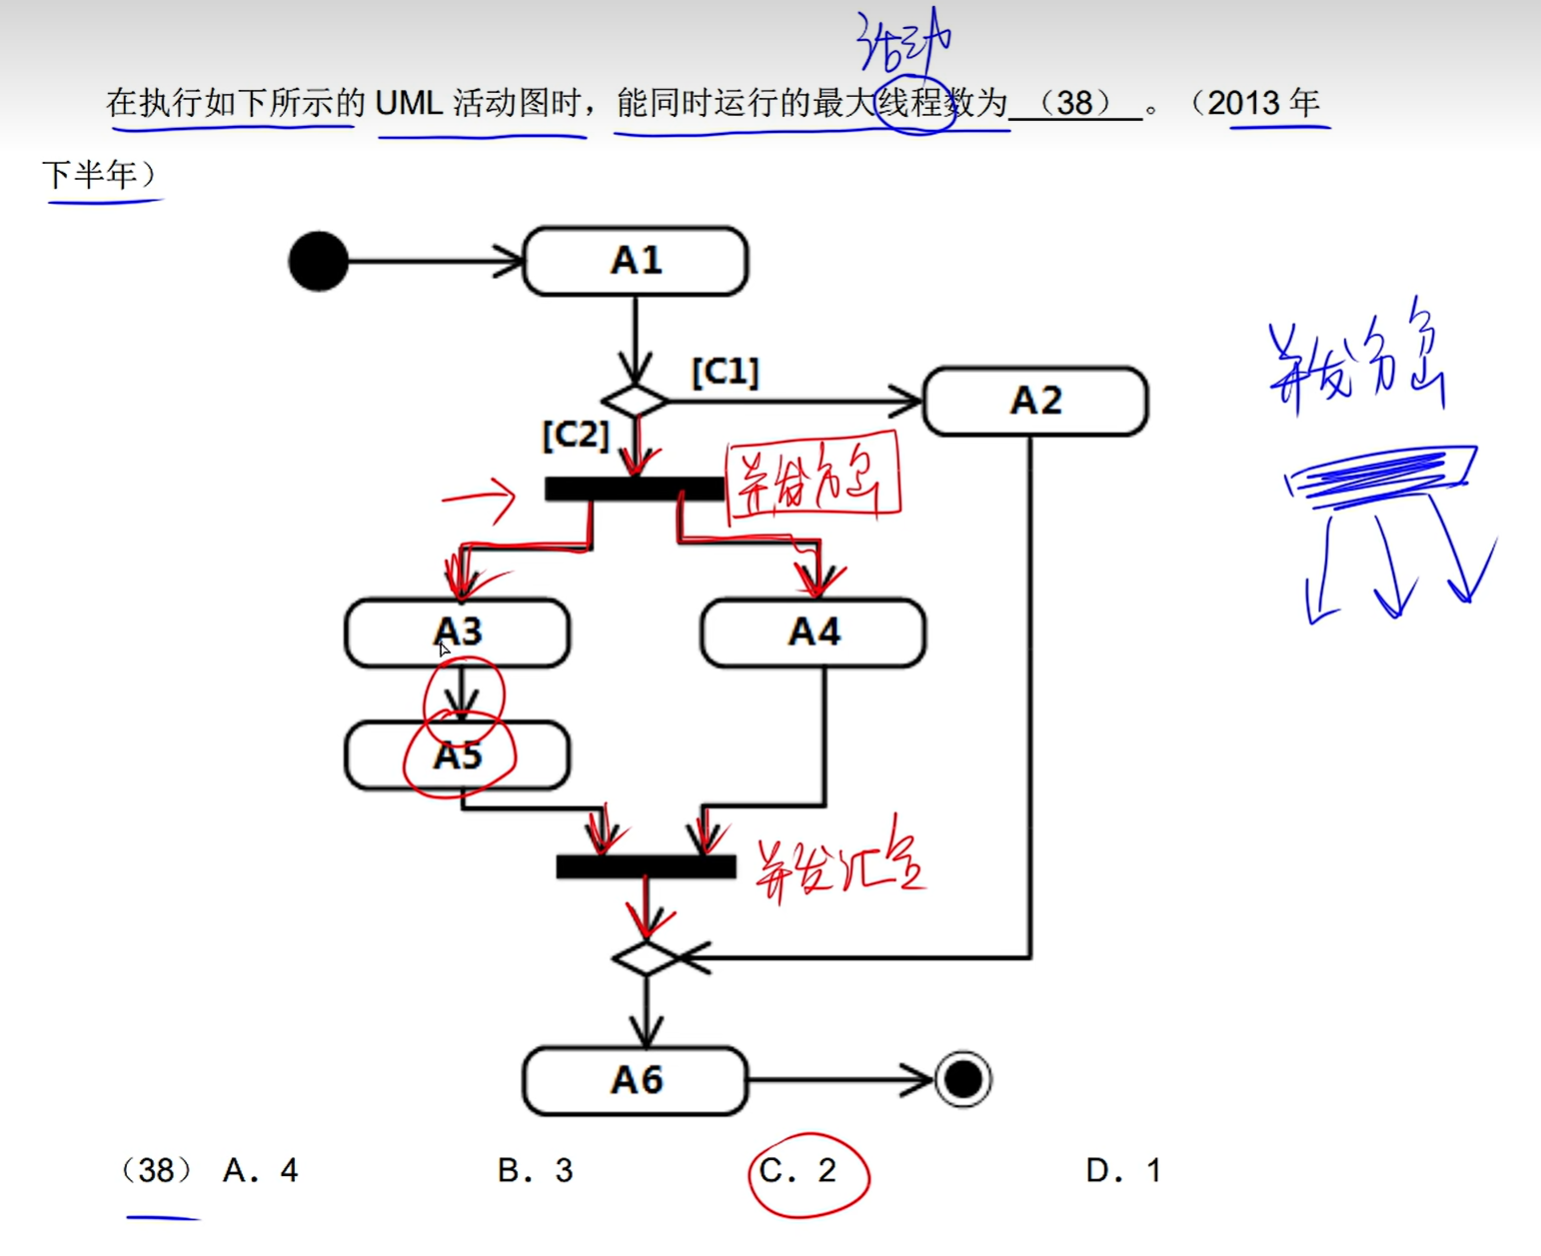 活动
在执行如下所示的 UML 活动图时，能同时运行的最大线程数为 （38） 。（2013 年
下半年）
A1
[C1]
A2
[C2]
并发分岔
并发分岔
A3
A4
A5
并发汇合
A6
（38） A．4 B．3 C．2 D．1